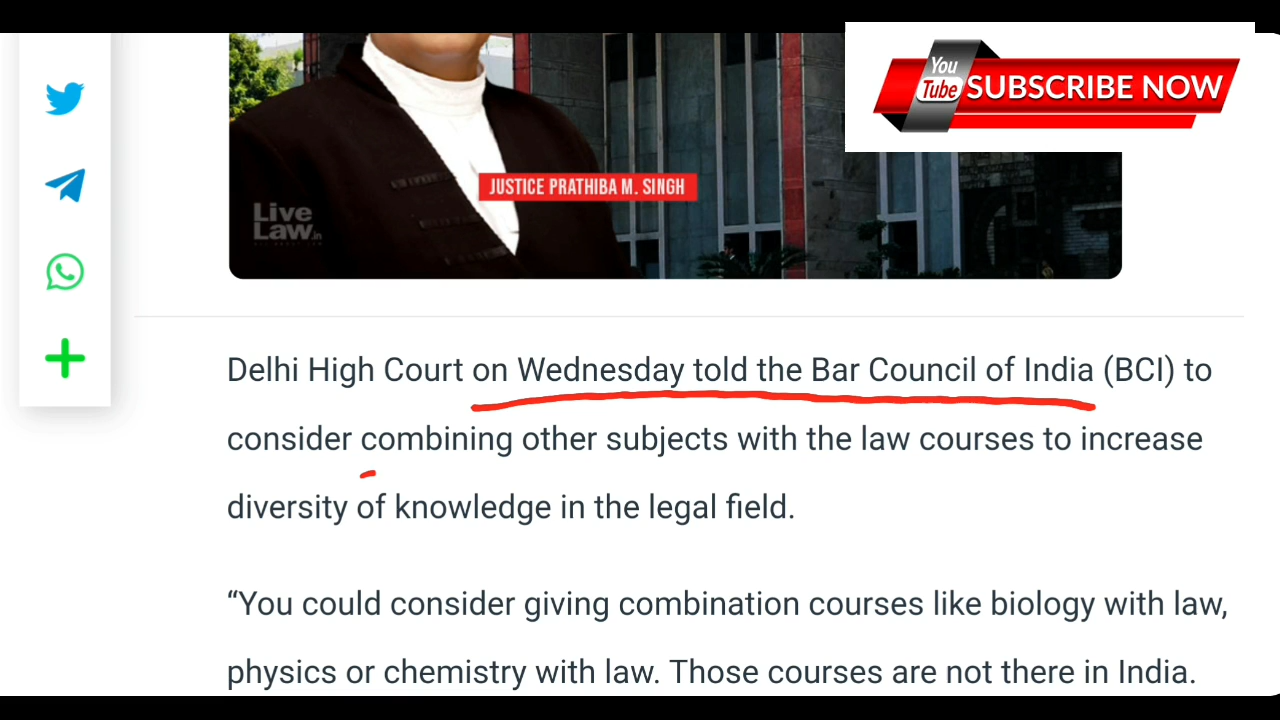 You
Tube
SUBSCRIBE NOW
JUSTICE PRATHIBA M. SINGH
Live
Law.in
Delhi High Court on Wednesday told the Bar Council of India (BCI) to
consider combining other subjects with the law courses to increase
diversity of knowledge in the legal field.
“You could consider giving combination courses like biology with law,
physics or chemistry with law. Those courses are not there in India.